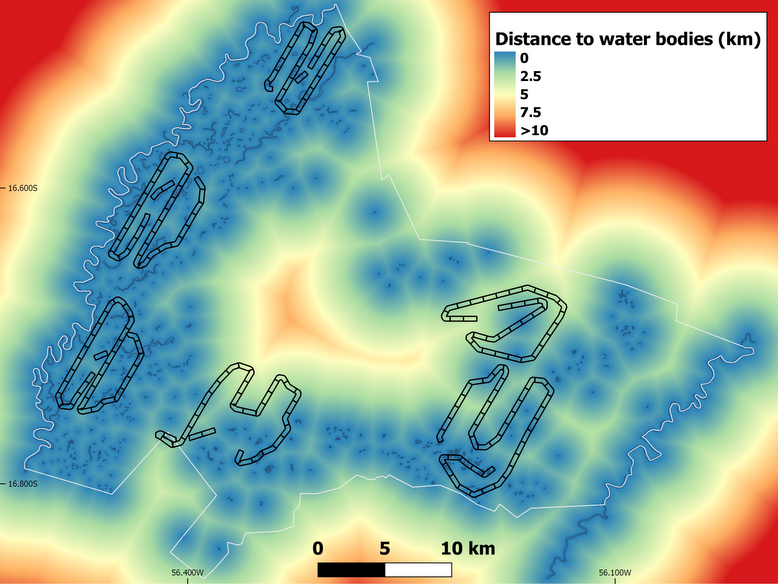 Distance to water bodies (km)
0
2.5
5
7.5
>10
16.600S
16.800S
0 5 10 km
56.400W 56.100W